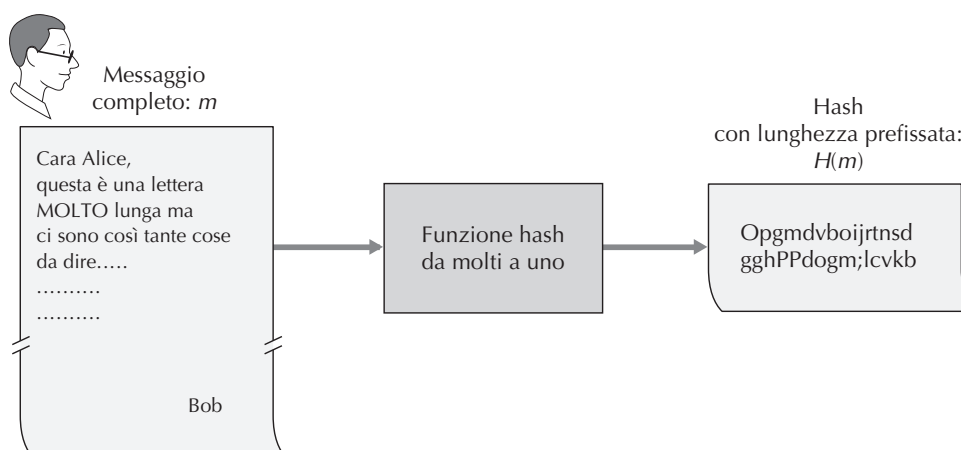 Messaggio
completo: m
Cara Alice,
questa è una lettera
MOLTO lunga ma
ci sono così tante cose
da dire.....
..........
..........
Bob
Funzione hash
da molti a uno
Hash
con lunghezza prefissata:
H(m)
Opgmdvboijrtnsd
gghPPdogm;lcvkb